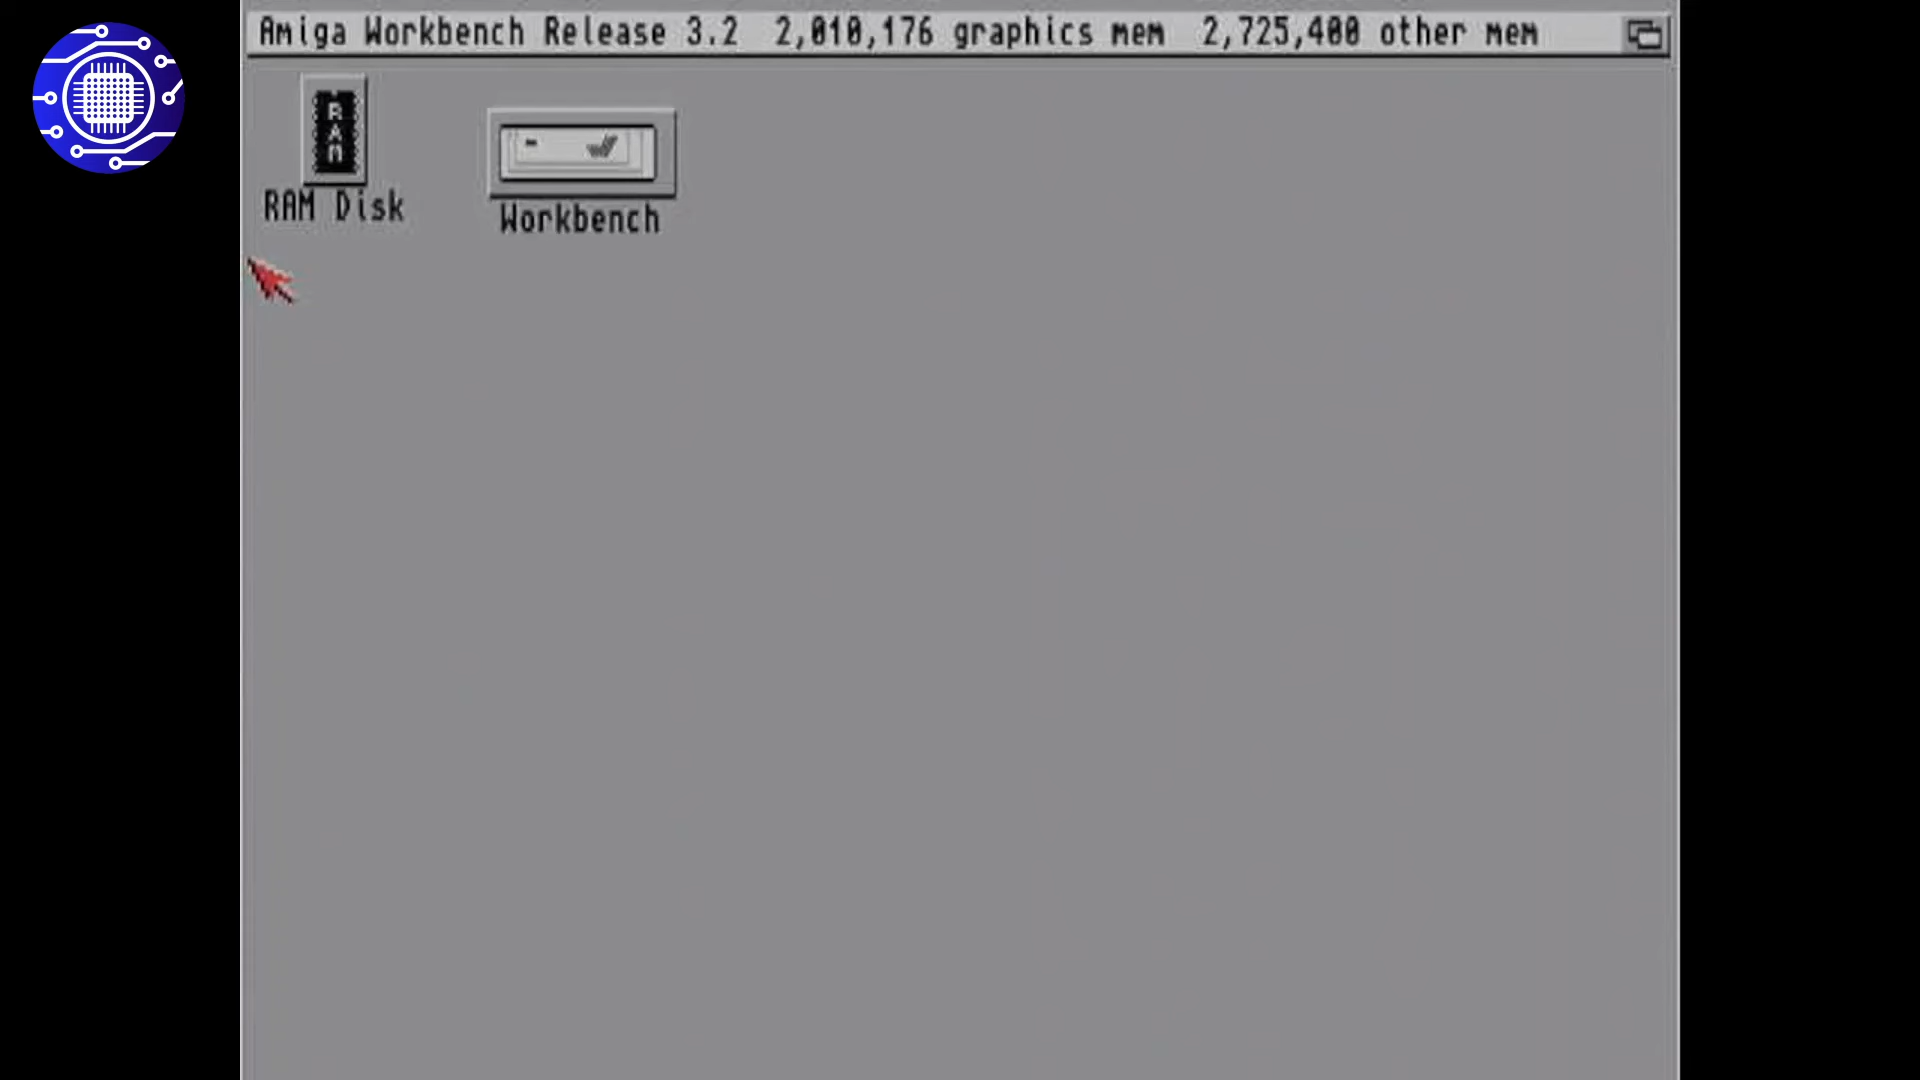 Amiga Workbench Release 3.2  2,010,176 graphics mem  2,725,400 other mem
RAM
RAM Disk
Workbench